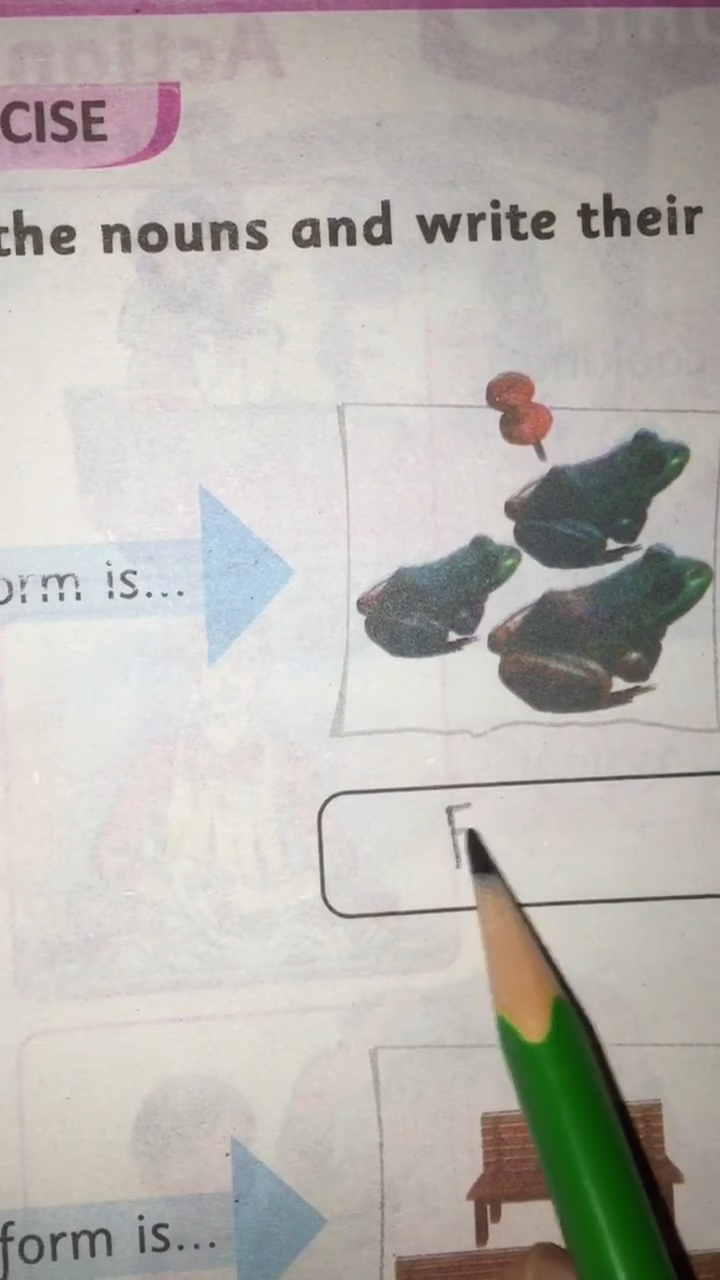 CISE
the nouns and write their
orm is...
F
form is...